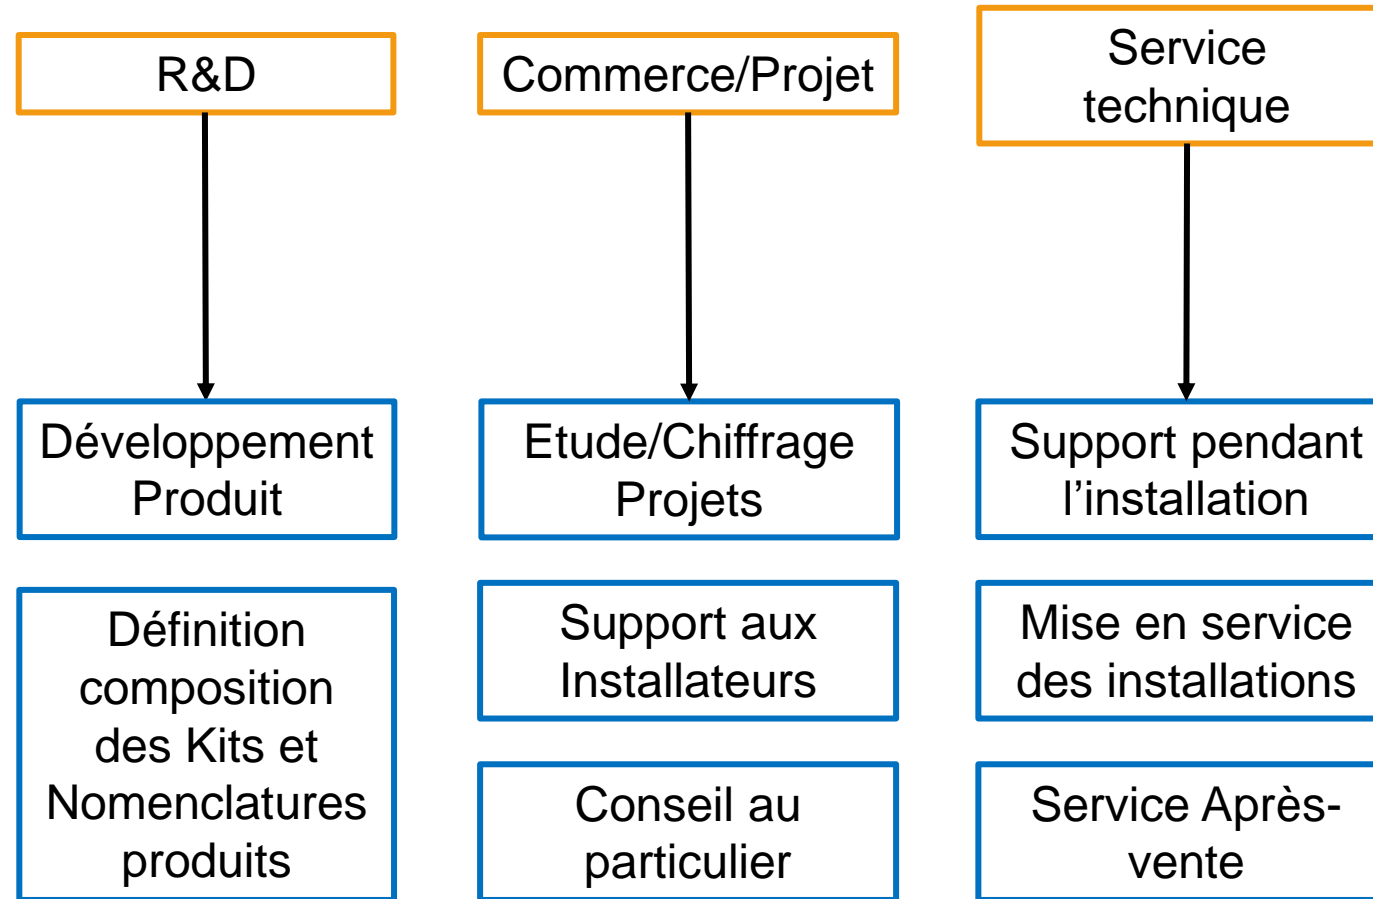 R&D
Commerce/Projet
Service
technique
Développement
Produit
Etude/Chiffrage
Projets
Support pendant
l’installation
Définition
composition
des Kits et
Nomenclatures
produits
Support aux
Installateurs
Mise en service
des installations
Conseil au
particulier
Service Après-
vente